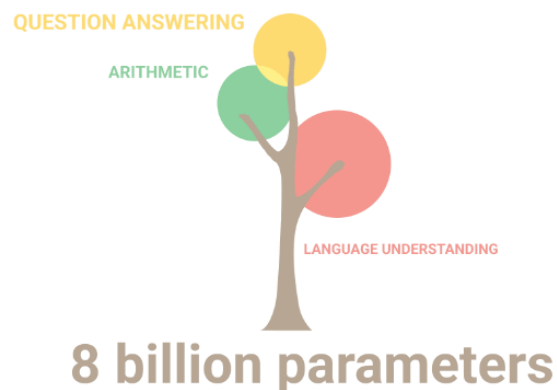 QUESTION ANSWERING
ARITHMETIC
LANGUAGE UNDERSTANDING
8 billion parameters